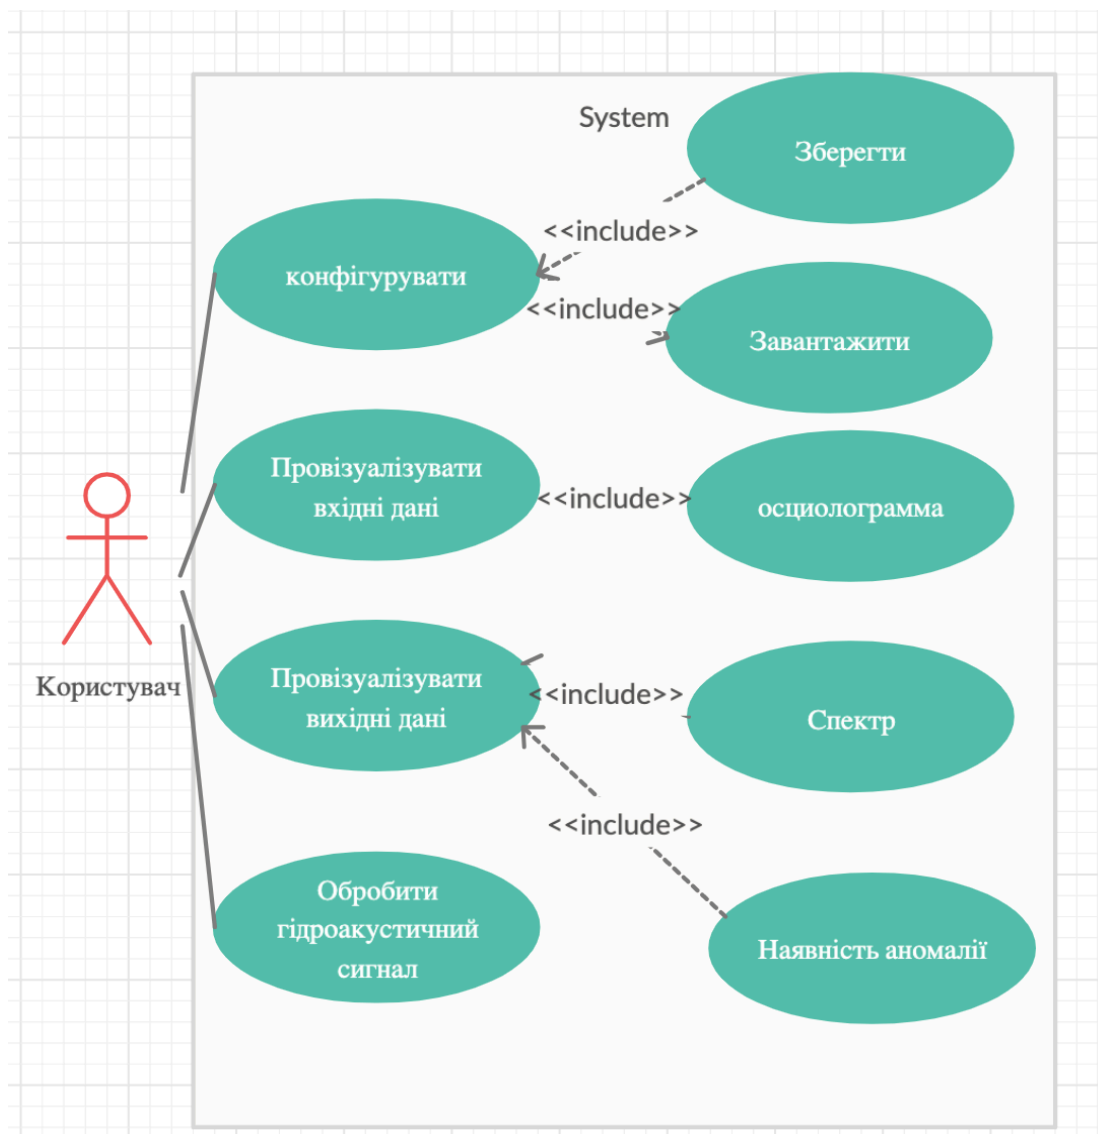 System
Зберегти
<<include>>
конфігурувати
<<include>>
Завантажити
Провізуалізувати
вхідні дані
<<include>>
осциолограмма
Користувач
Провізуалізувати
вихідні дані
<<include>>
Спектр
<<include>>
Обробити
гідроакустичний
сигнал
Наявність аномалії